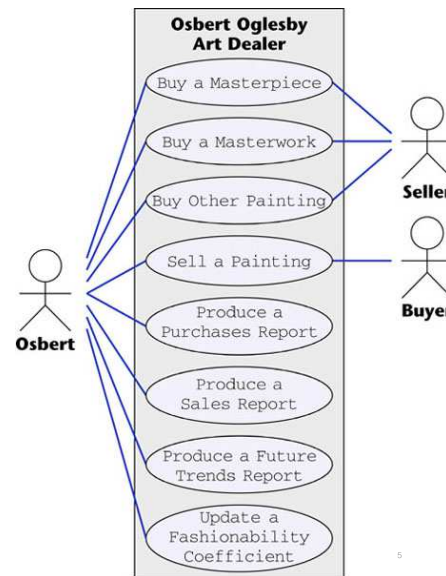 Osbert Oglesby
Art Dealer
Buy a Masterpiece
Buy a Masterwork
Buy Other Painting
Seller
Sell a Painting
Buyer
Osbert
Produce a
Purchases Report
Produce a
Sales Report
Produce a Future
Trends Report
Update a
Fashionability
Coefficient
5